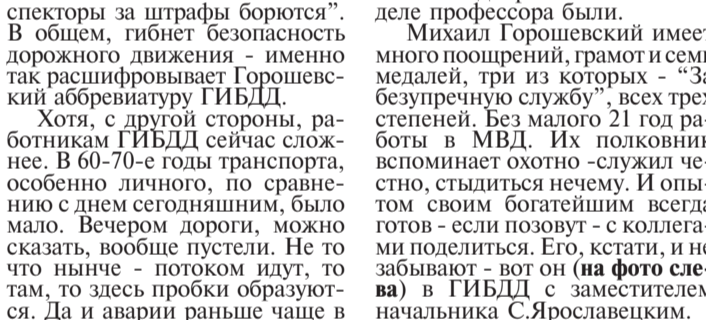 спекторы за штрафы борются”.
В общем, гибнет безопасность
дорожного движения - именно
так расшифровывает Горошевс-
кий аббревиатуру ГИБДД.
Хотя, с другой стороны, ра-
ботникам ГИБДД сейчас слож-
нее. В 60-70-е годы транспорта,
особенно личного, по сравне-
нию с днем сегодняшним, было
мало. Вечером дороги, можно
сказать, вообще пустели. Не то
что нынче - потоком идут, то
там, то здесь пробки образуют-
ся. Да и аварии раньше чаще в
деле профессора были.
Михаил Горошевский имеет
много поощрений, грамот и семь
медалей, три из которых - “За
безупречную службу”, всех трех
степеней. Без малого 21 год ра-
боты в МВД. Их полковник
вспоминает охотно -служил че-
стно, стыдиться нечему. И опы-
том своим богатейшим всегда
готов - если позовут - с коллега-
ми поделиться. Его, кстати, и не
забывают - вот он (на фото сле-
ва) в ГИБДД с заместителем
начальника С.Ярославецким.